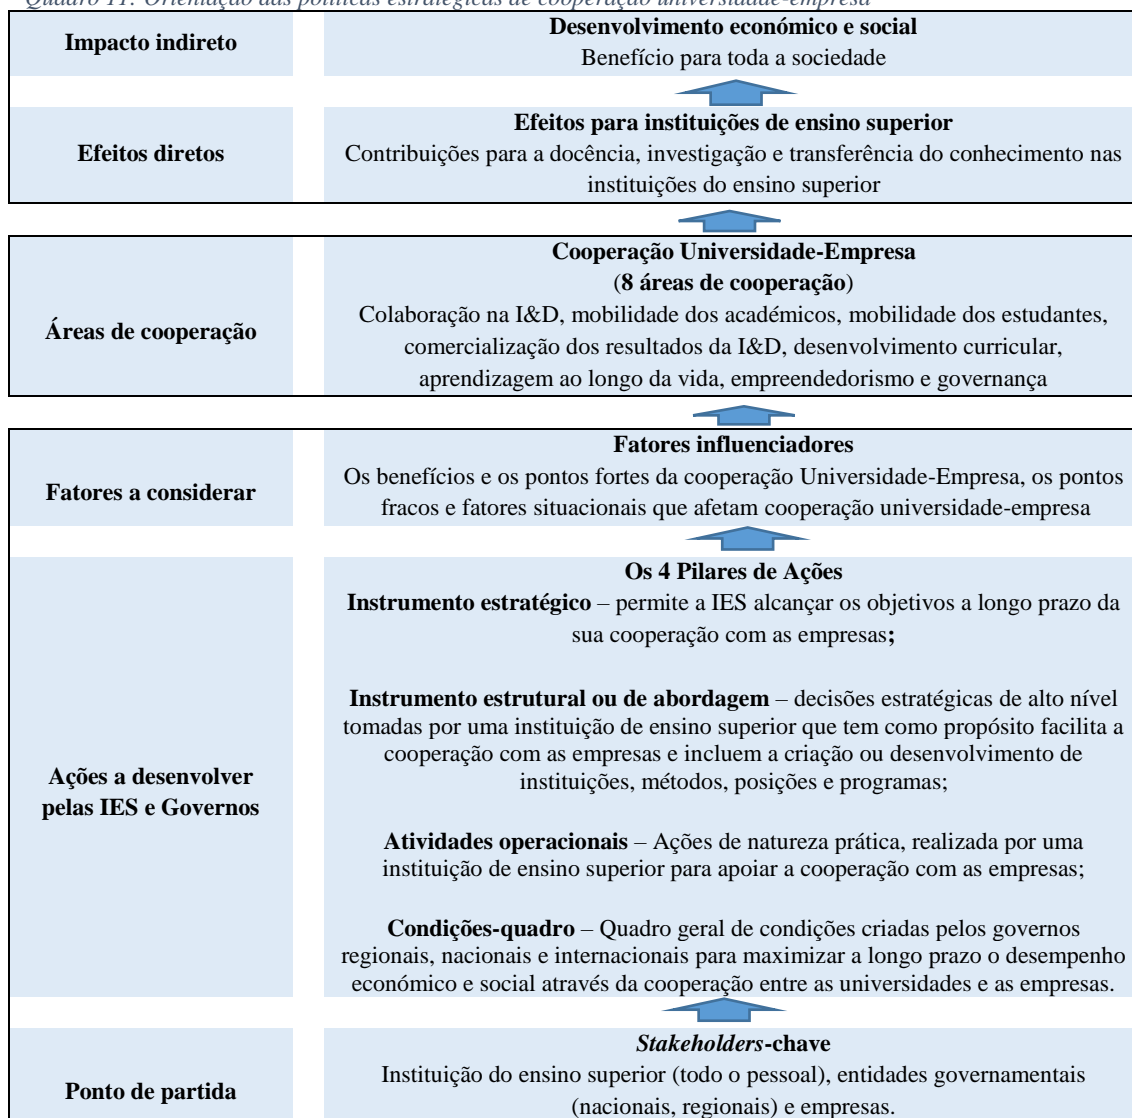 Quadro 11: Orientação das políticas estratégicas de cooperação universidade-empresa
Impacto indireto
Desenvolvimento económico e social
Benefício para toda a sociedade
Efeitos diretos
Efeitos para instituições de ensino superior
Contribuições para a docência, investigação e transferência do conhecimento nas
instituições do ensino superior
Áreas de cooperação
Cooperação Universidade-Empresa
(8 áreas de cooperação)
Colaboração na I&D, mobilidade dos académicos, mobilidade dos estudantes,
comercialização dos resultados da I&D, desenvolvimento curricular,
aprendizagem ao longo da vida, empreendedorismo e governança
Fatores a considerar
Fatores influenciadores
Os benefícios e os pontos fortes da cooperação Universidade-Empresa, os pontos
fracos e fatores situacionais que afetam cooperação universidade-empresa
Ações a desenvolver
pelas IES e Governos
Os 4 Pilares de Ações
Instrumento estratégico – permite a IES alcançar os objetivos a longo prazo da
sua cooperação com as empresas;
Instrumento estrutural ou de abordagem – decisões estratégicas de alto nível
tomadas por uma instituição de ensino superior que tem como propósito facilita a
cooperação com as empresas e incluem a criação ou desenvolvimento de
instituições, métodos, posições e programas;
Atividades operacionais – Ações de natureza prática, realizada por uma
instituição de ensino superior para apoiar a cooperação com as empresas;
Condições-quadro – Quadro geral de condições criadas pelos governos
regionais, nacionais e internacionais para maximizar a longo prazo o desempenho
económico e social através da cooperação entre as universidades e as empresas.
Ponto de partida
Stakeholders-chave
Instituição do ensino superior (todo o pessoal), entidades governamentais
(nacionais, regionais) e empresas.